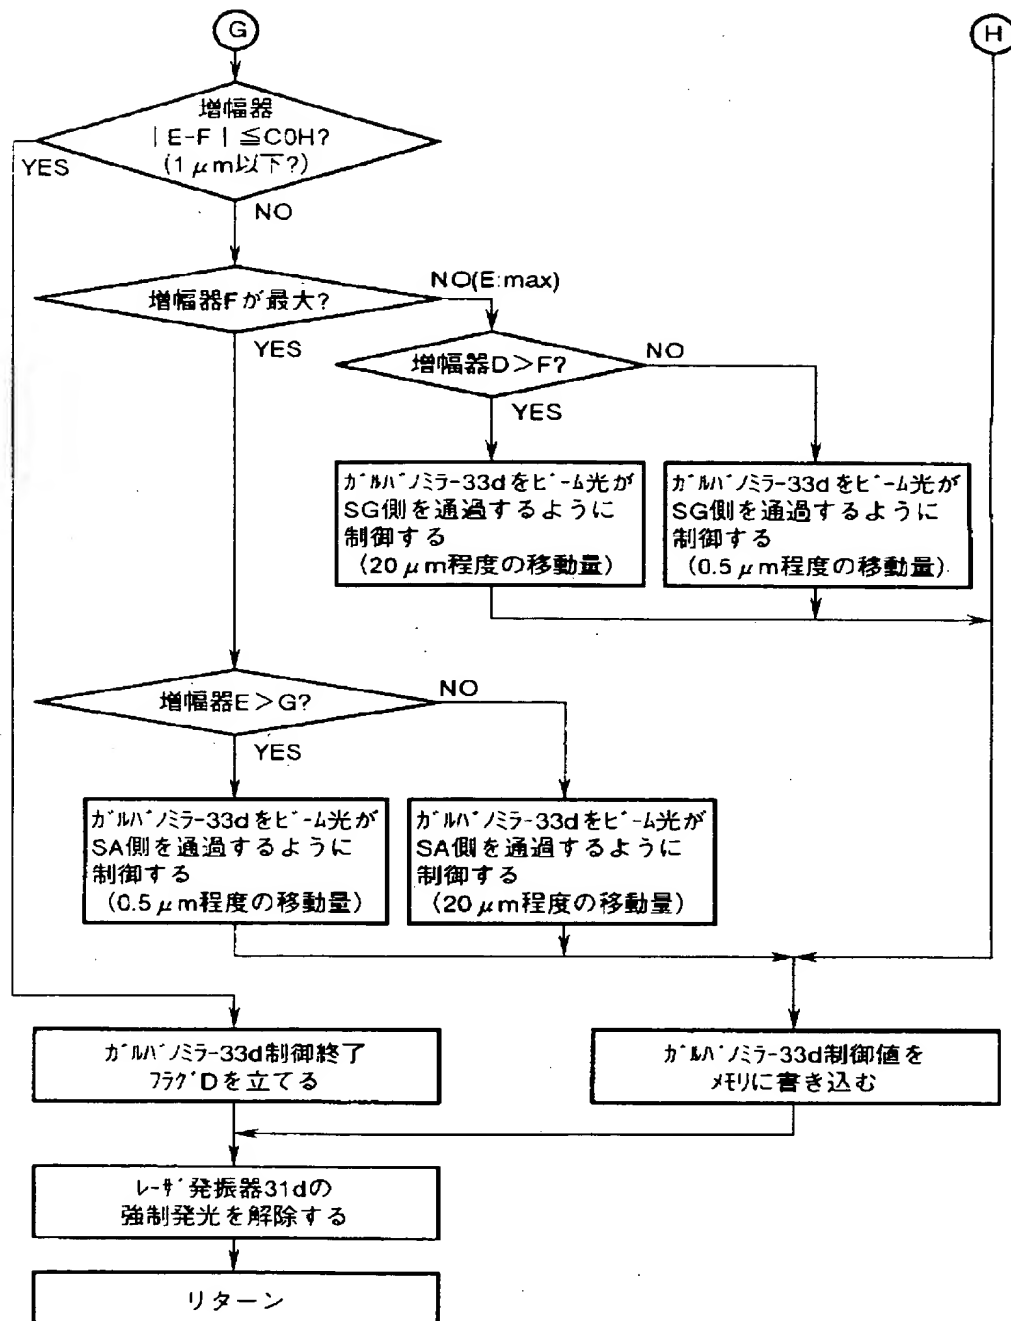 G
H
増幅器
|E-F|≦C0H?
(1μm以下?)
YES
NO
増幅器Fが最大?
NO(E:max)
YES
増幅器D>F?
NO
YES
ガルバノミラー33dをビーム光が
SG側を通過するように
制御する
(20μm程度の移動量)
ガルバノミラー33dをビーム光が
SG側を通過するように
制御する
(0.5μm程度の移動量)
増幅器E>G?
NO
YES
ガルバノミラー33dをビーム光が
SA側を通過するように
制御する
(0.5μm程度の移動量)
ガルバノミラー33dをビーム光が
SA側を通過するように
制御する
(20μm程度の移動量)
ガルバノミラー33d制御終了
フラグDを立てる
ガルバノミラー33d制御値を
メモリに書き込む
レーザ発振器31dの
強制発光を解除する
リターン